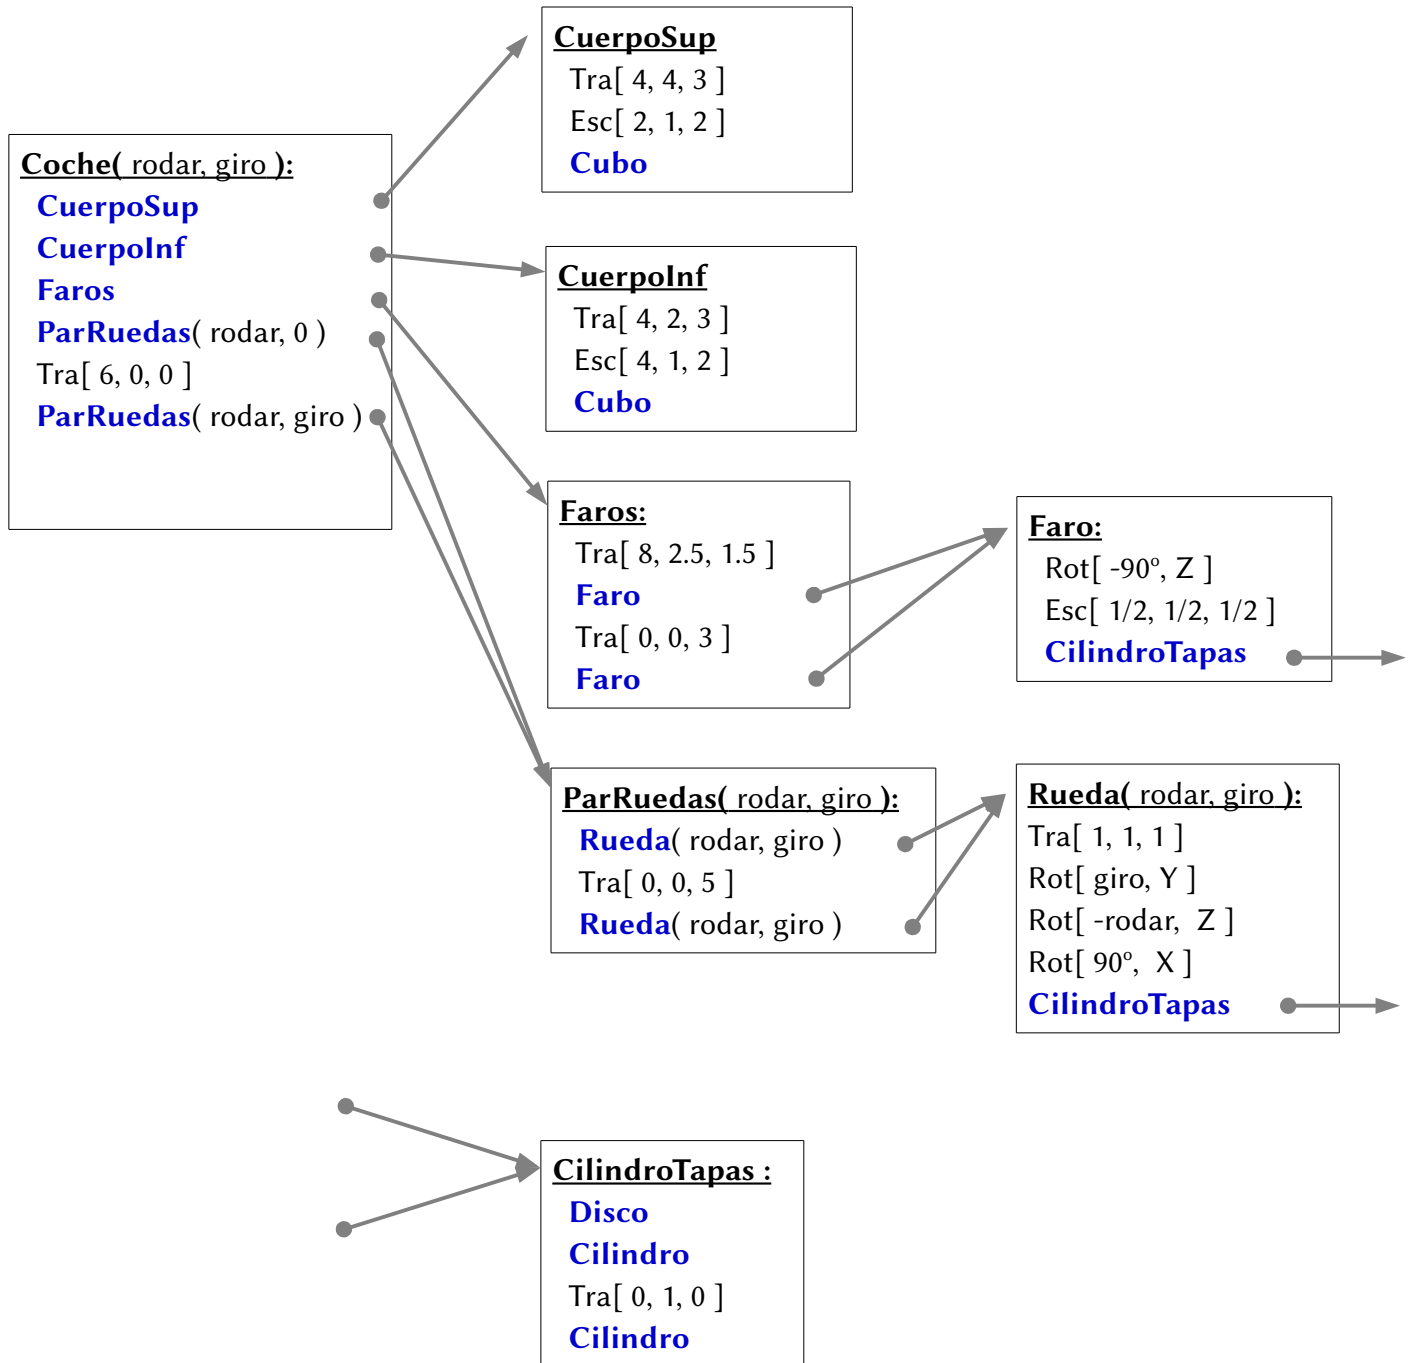 CuerpoSup
Tra[ 4, 4, 3 ]
Esc[ 2, 1, 2 ]
Cubo
Coche( rodar, giro ):
CuerpoSup
CuerpoInf
Faros
ParRuedas( rodar, 0 )
Tra[ 6, 0, 0 ]
ParRuedas( rodar, giro )
CuerpoInf
Tra[ 4, 2, 3 ]
Esc[ 4, 1, 2 ]
Cubo
Faros:
Tra[ 8, 2.5, 1.5 ]
Faro
Tra[ 0, 0, 3 ]
Faro
Faro:
Rot[ -90º, Z ]
Esc[ 1/2, 1/2, 1/2 ]
CilindroTapas
ParRuedas( rodar, giro ):
Rueda( rodar, giro )
Tra[ 0, 0, 5 ]
Rueda( rodar, giro )
Rueda( rodar, giro ):
Tra[ 1, 1, 1 ]
Rot[ giro, Y ]
Rot[ -rodar, Z ]
Rot[ 90º, X ]
CilindroTapas
CilindroTapas :
Disco
Cilindro
Tra[ 0, 1, 0 ]
Cilindro